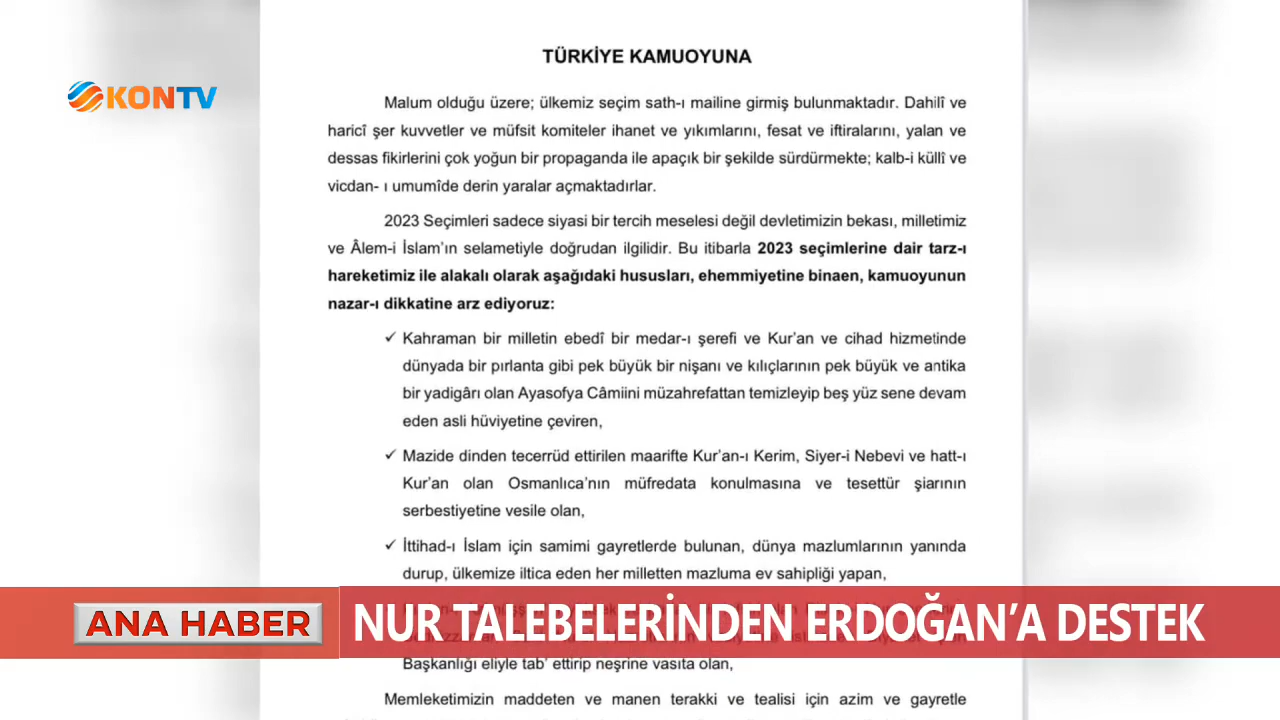 TÜRKİYE KAMUOYUNA
KONTV
Malum olduğu üzere; ülkemiz seçim sath-ı mailine girmiş bulunmaktadır. Dahilî ve
haricî şer kuvvetler ve müfsit komiteler ihanet ve yıkımlarını, fesat ve iftiralarını, yalan ve
dessas fikirlerini çok yoğun bir propaganda ile apaçık bir şekilde sürdürmekte; kalb-i küllî ve
vicdan- ı umumîde derin yaralar açmaktadırlar.
2023 Seçimleri sadece siyasi bir tercih meselesi değil devletimizin bekası, milletimiz
ve Âlem-i İslam’ın selametiyle doğrudan ilgilidir. Bu itibarla 2023 seçimlerine dair tarz-ı
hareketimiz ile alakalı olarak aşağıdaki hususları, ehemmiyetine binaen, kamuoyunun
nazar-ı dikkatine arz ediyoruz:
✓ Kahraman bir milletin ebedî bir medar-ı şerefi ve Kur’an ve cihad hizmetinde
dünyada bir pırlanta gibi pek büyük bir nişanı ve kılıçlarının pek büyük ve antika
bir yadigârı olan Ayasofya Câmiini müzahrefattan temizleyip beş yüz sene devam
eden asli hüviyetine çeviren,
✓ Mazide dinden tecerrüd ettirilen maarifte Kur’an-ı Kerim, Siyer-i Nebevi ve hatt-ı
Kur’an olan Osmanlıca’nın müfredata konulmasına ve tesettür şiarının
serbestiyetine vesile olan,
✓ İttihad-ı İslam için samimi gayretlerde bulunan, dünya mazlumlarının yanında
durup, ülkemize iltica eden her milletten mazluma ev sahipliği yapan,
ANA HABER
NUR TALEBELERİNDEN ERDOĞAN’A DESTEK
Başkanlığı eliyle tab’ ettirip neşrine vasıta olan,
Memleketimizin maddeten ve manen terakki ve tealisi için azim ve gayretle